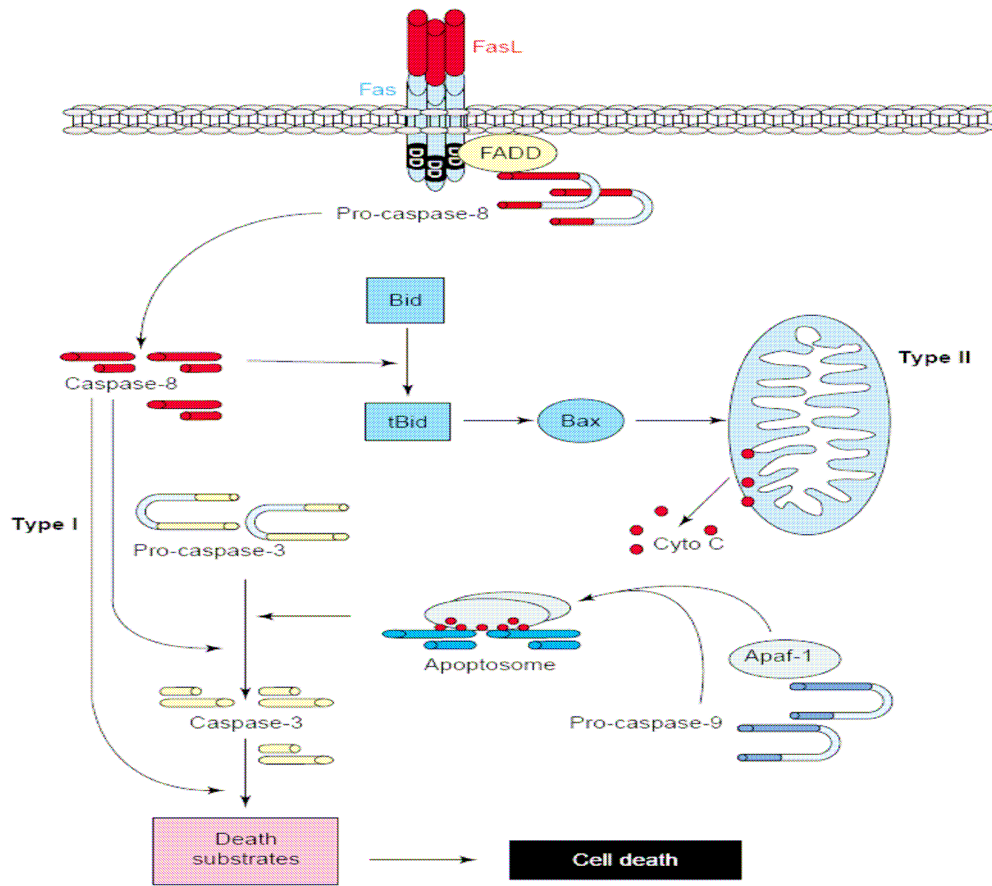 FasL
Fas
FADD
Pro-caspase-8
Bid
Type II
Caspase-8
tBid
Bax
Type I
Pro-caspase-3
Cyto C
Apoptosome
Apaf-1
Caspase-3
Pro-caspase-9
Death
substrates
Cell death